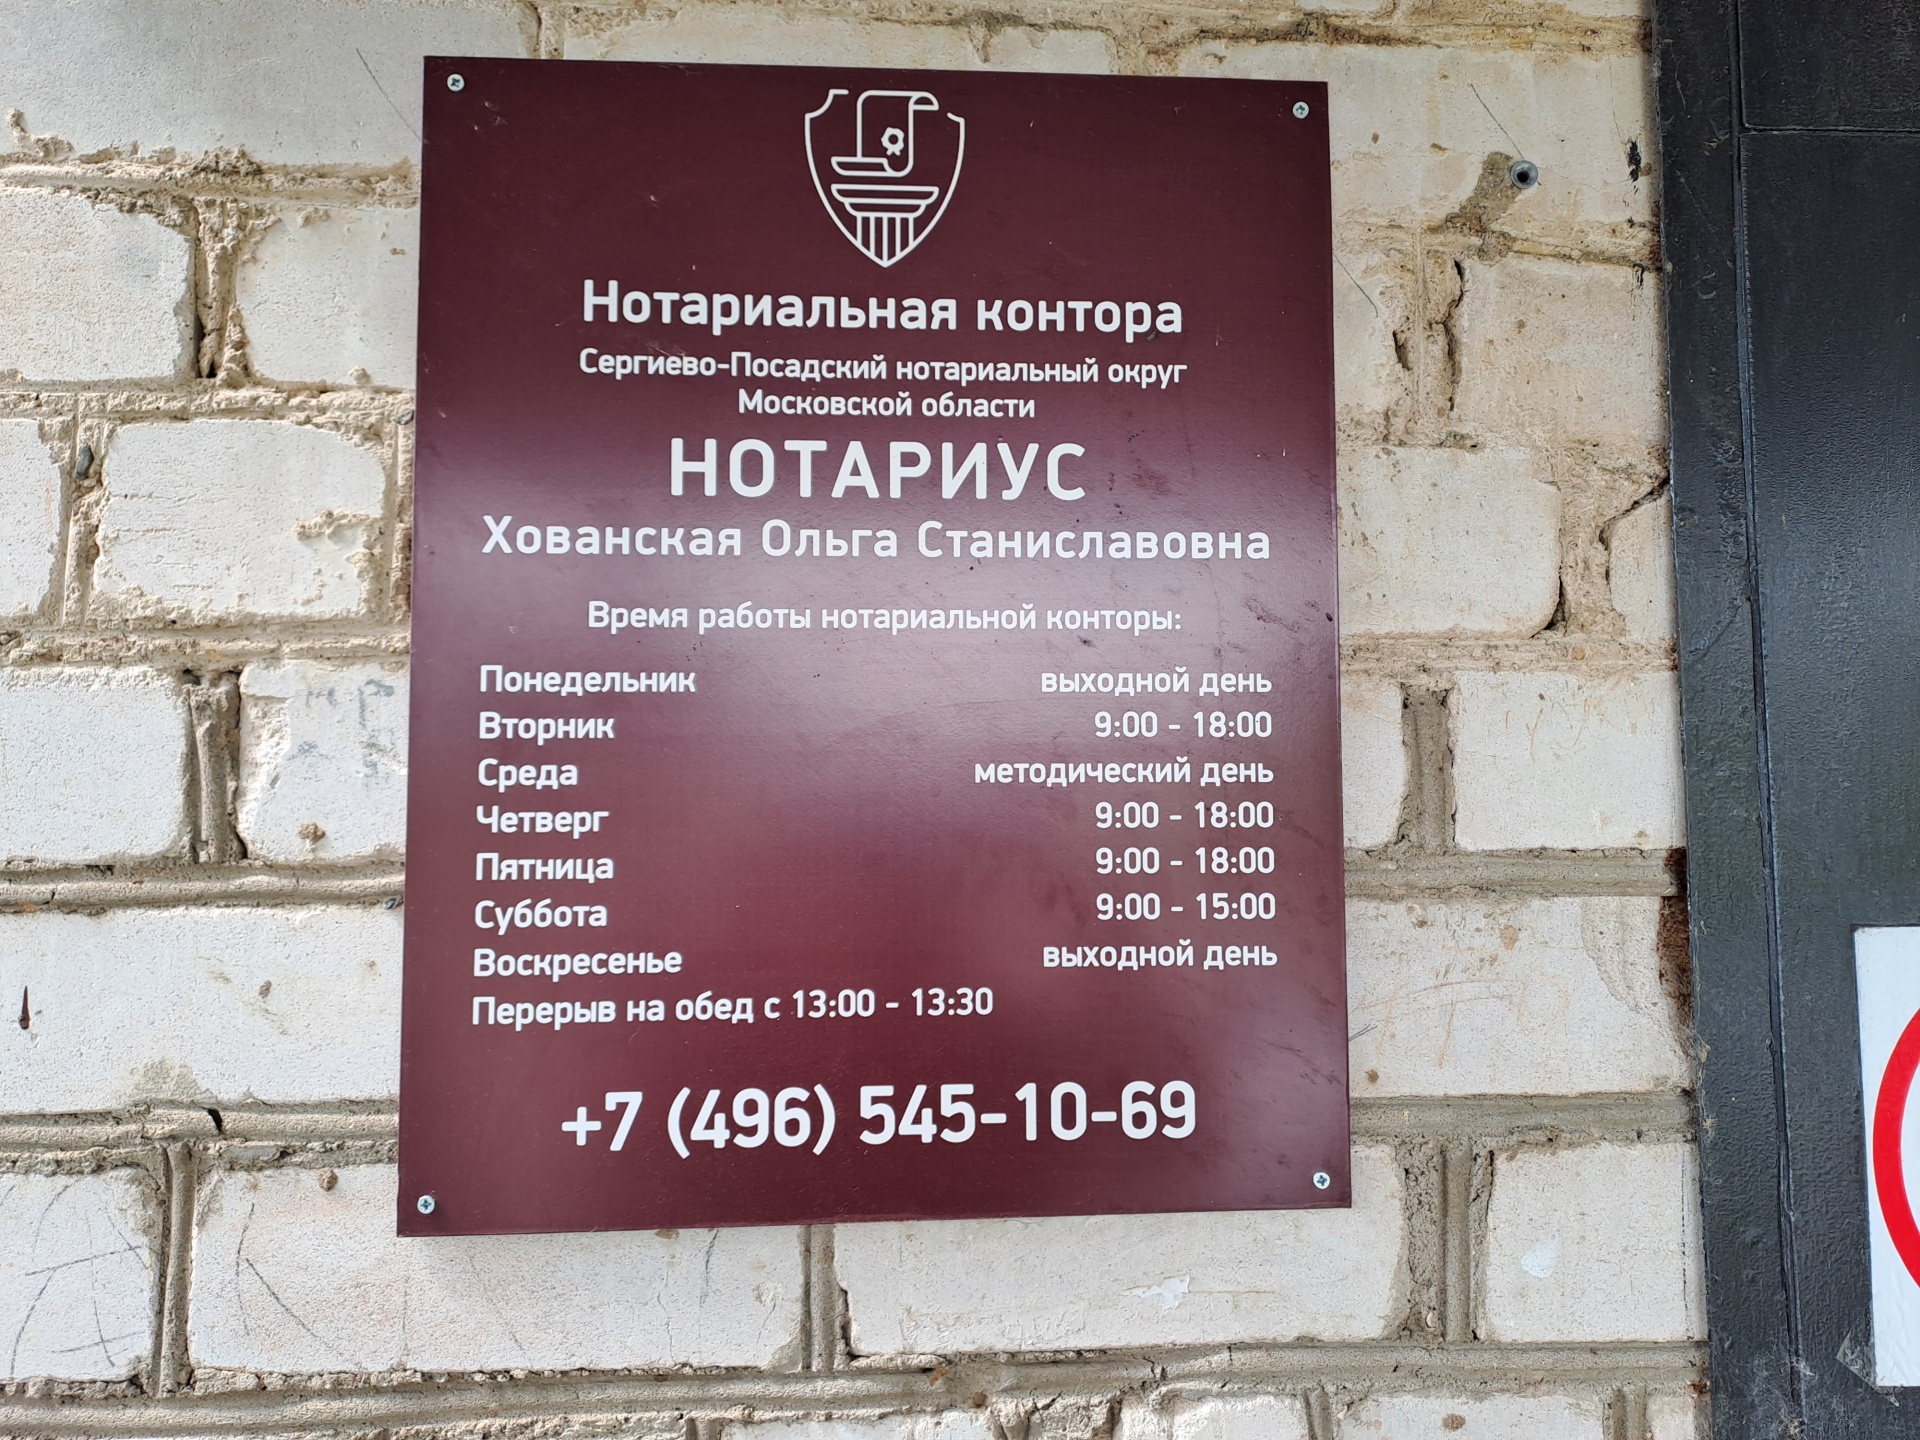 Нотариальная контора
Сергиево-Посадский нотариальный округ
Московской области
НОТАРИУС
Хованская Ольга Станиславовна
Время работы нотариальной конторы:
Понедельник выходной день
Вторник 9:00 - 18:00
Среда методический день
Четверг 9:00 - 18:00
Пятница 9:00 - 18:00
Суббота 9:00 - 15:00
Воскресенье выходной день
Перерыв на обед с 13:00 - 13:30
+7 (496) 545-10-69